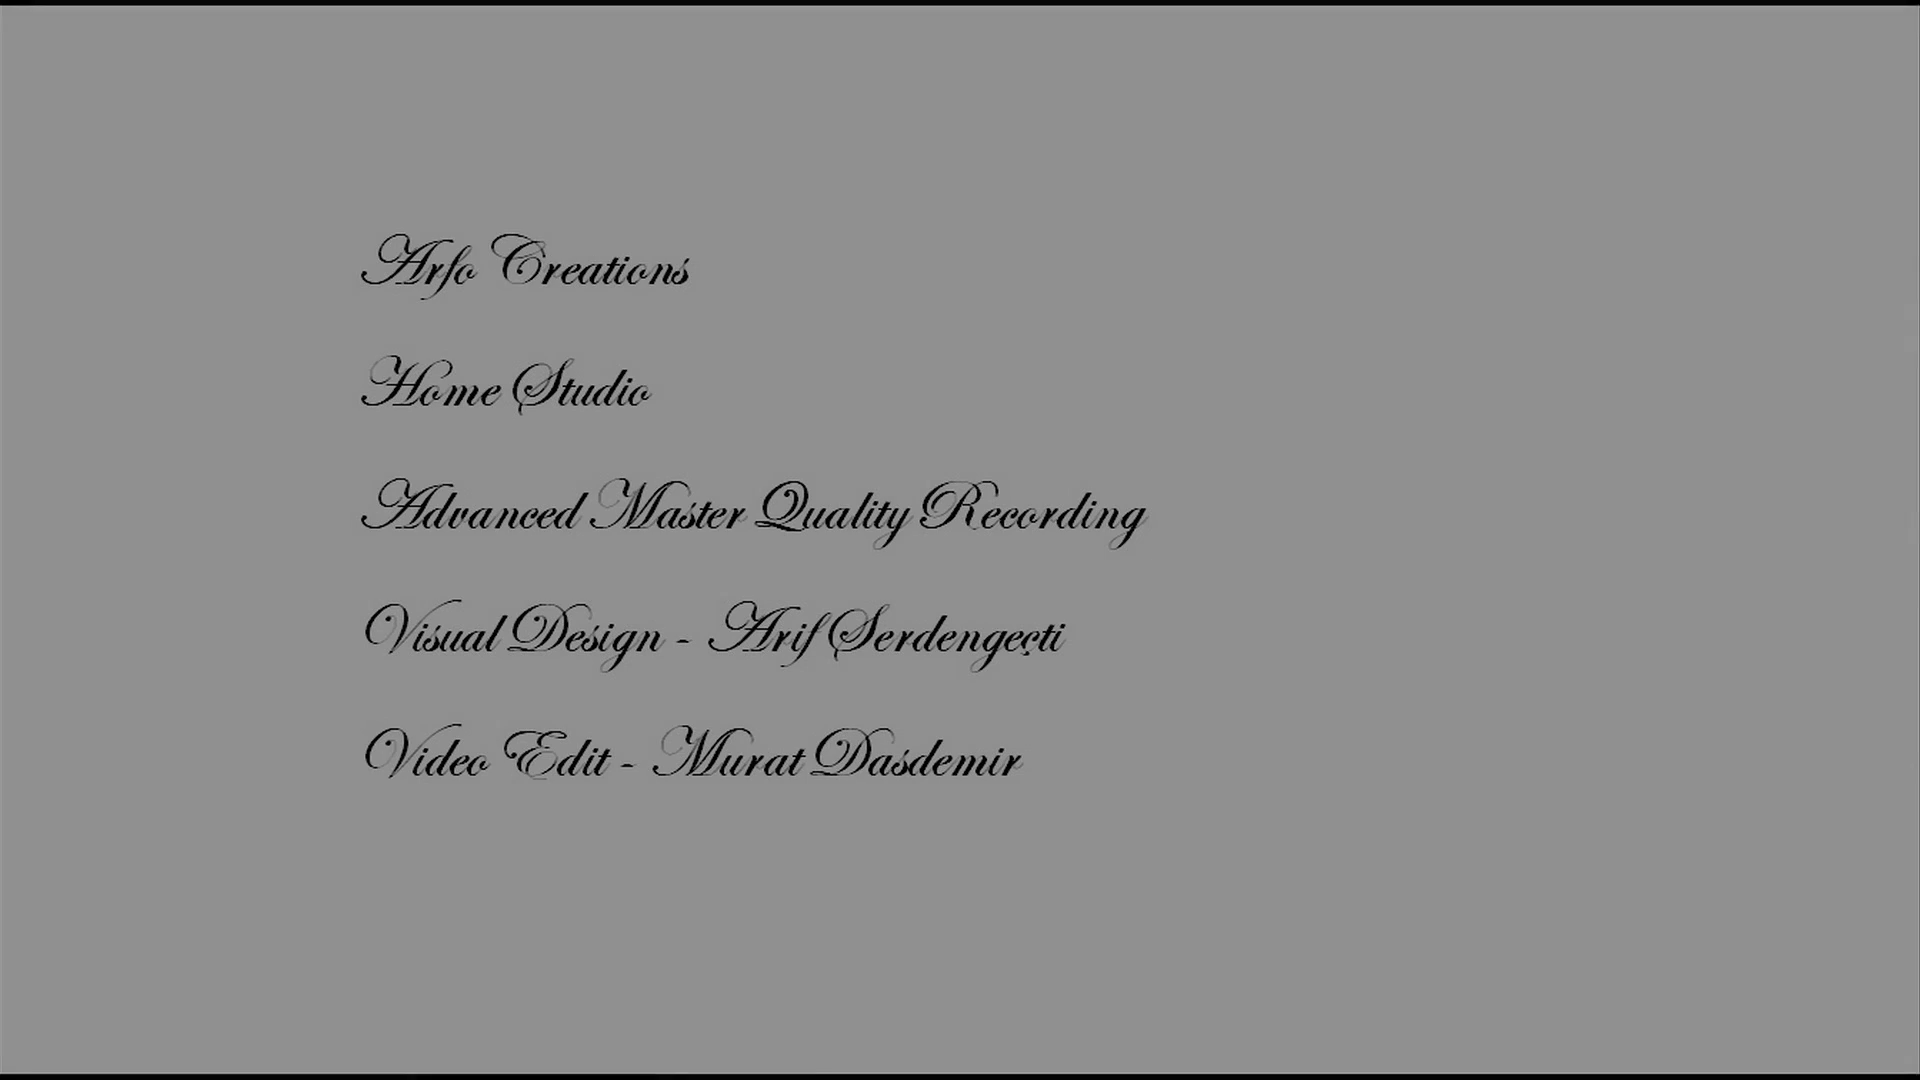 Arfo Creations
Home Studio
Advanced Master Quality Recording
Visual Design - Arif Serdengeçti
Video Edit - Murat Dasdemir